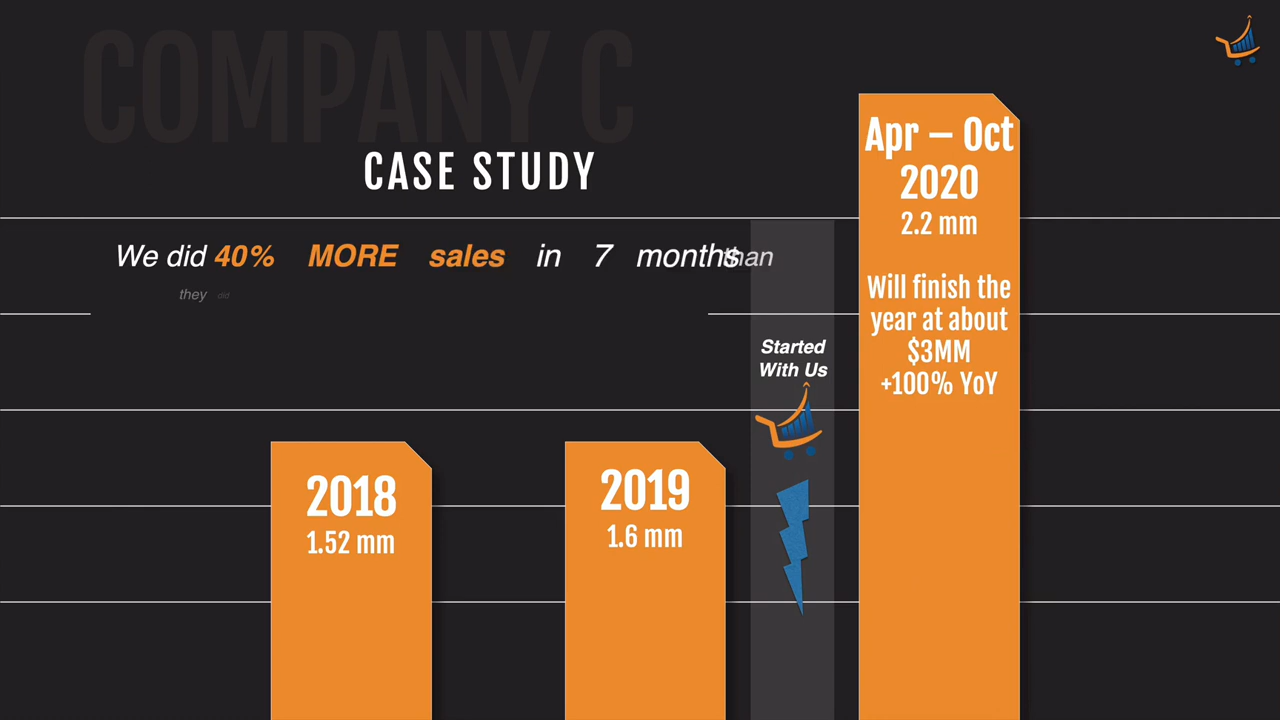 COMPANY C
CASE STUDY
We did 40% MORE sales in 7 months than
they did
Started
With Us
2018
1.52 mm
2019
1.6 mm
Apr – Oct
2020
2.2 mm
Will finish the
year at about
$3MM
+100% YoY